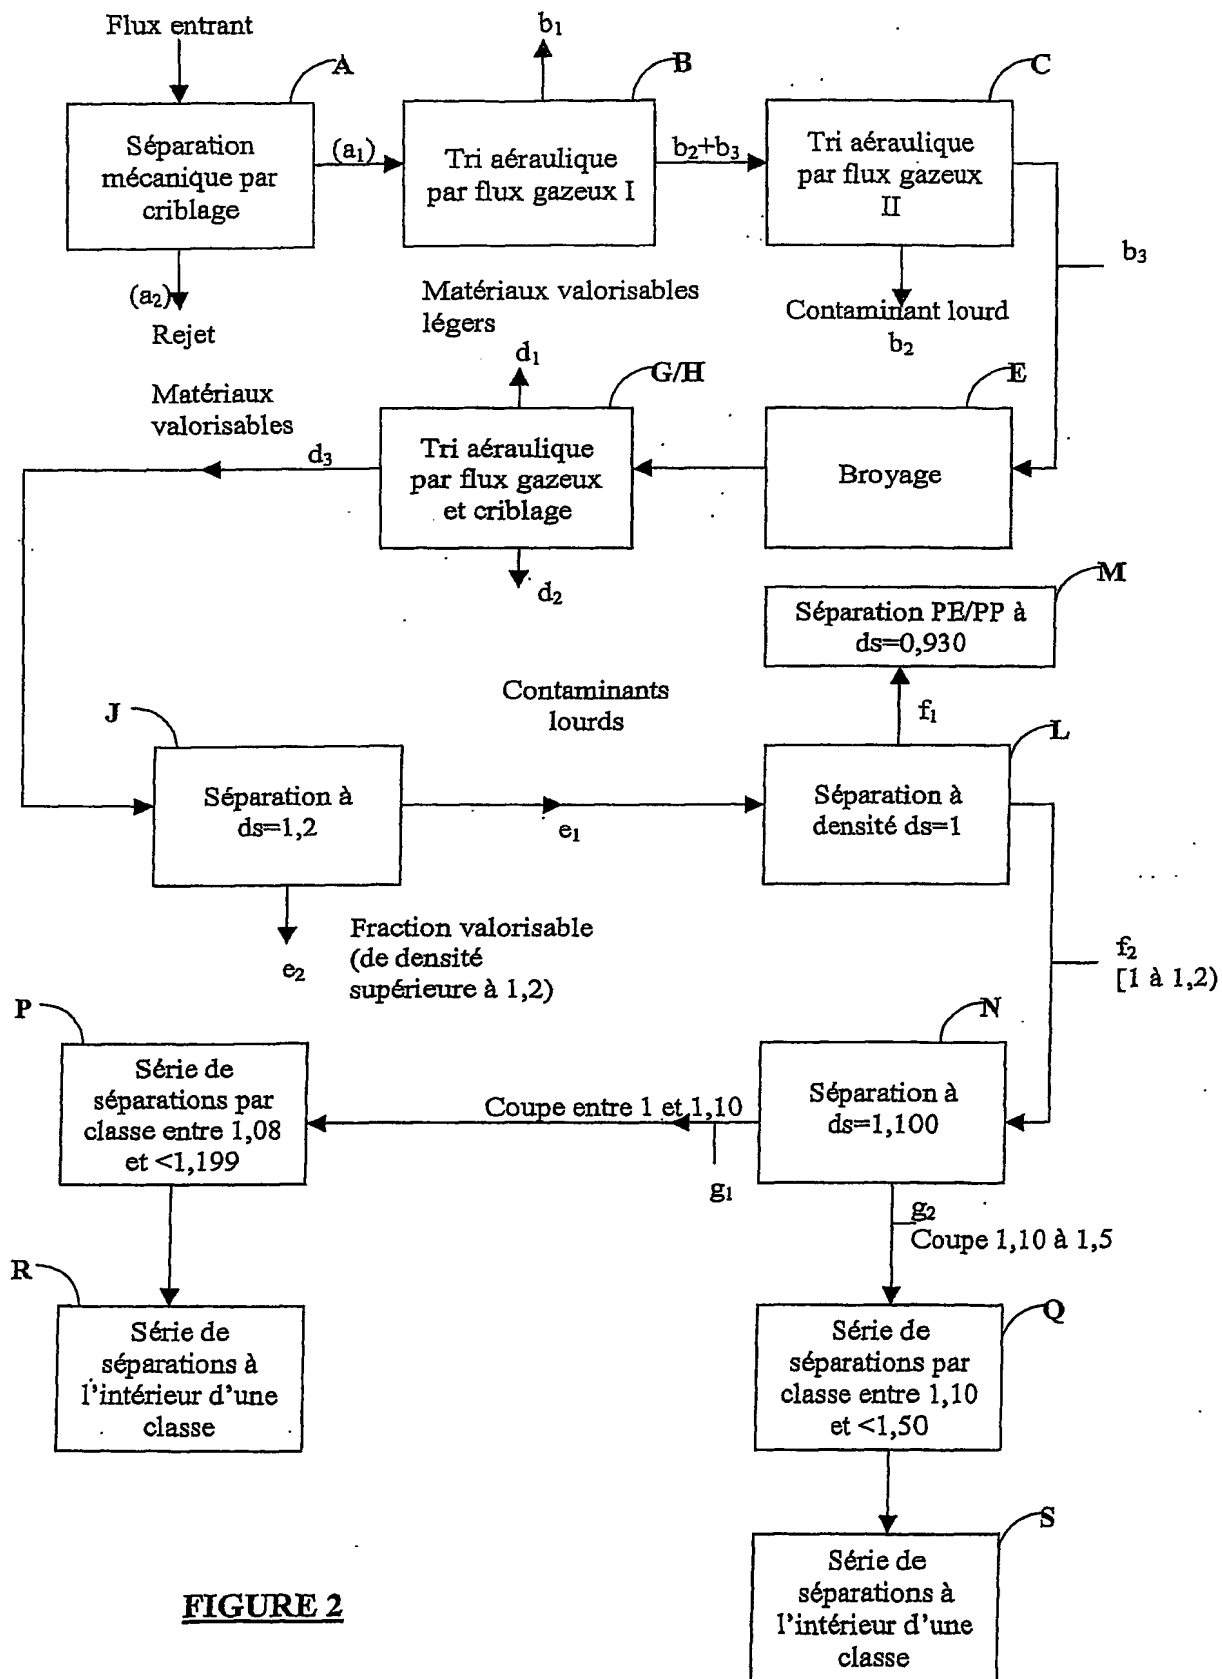 Flux entrant
A
Séparation
mécanique par
criblage
(a1)
(a2)
Rejet
b1
B
Tri aéraulique
par flux gazeux I
b2+b3
C
Tri aéraulique
par flux gazeux
II
b3
Contaminant lourd
b2
Matériaux valorisables
légers
d1
G/H
Tri aéraulique
par flux gazeux
et criblage
E
Broyage
Matériaux
valorisables
d3
d2
M
Séparation PE/PP à
ds=0,930
Contaminants
lourds
f1
J
Séparation à
ds=1,2
e1
L
Séparation à
densité ds=1
e2
Fraction valorisable
(de densité
supérieure à 1,2)
f2
[1 à 1,2)
P
Série de
séparations par
classe entre 1,08
et <1,199
Coupe entre 1 et 1,10
g1
N
Séparation à
ds=1,100
g2
Coupe 1,10 à 1,5
R
Série de
séparations à
l'intérieur d'une
classe
Q
Série de
séparations par
classe entre 1,10
et <1,50
S
Série de
séparations à
l'intérieur d'une
classe
FIGURE 2